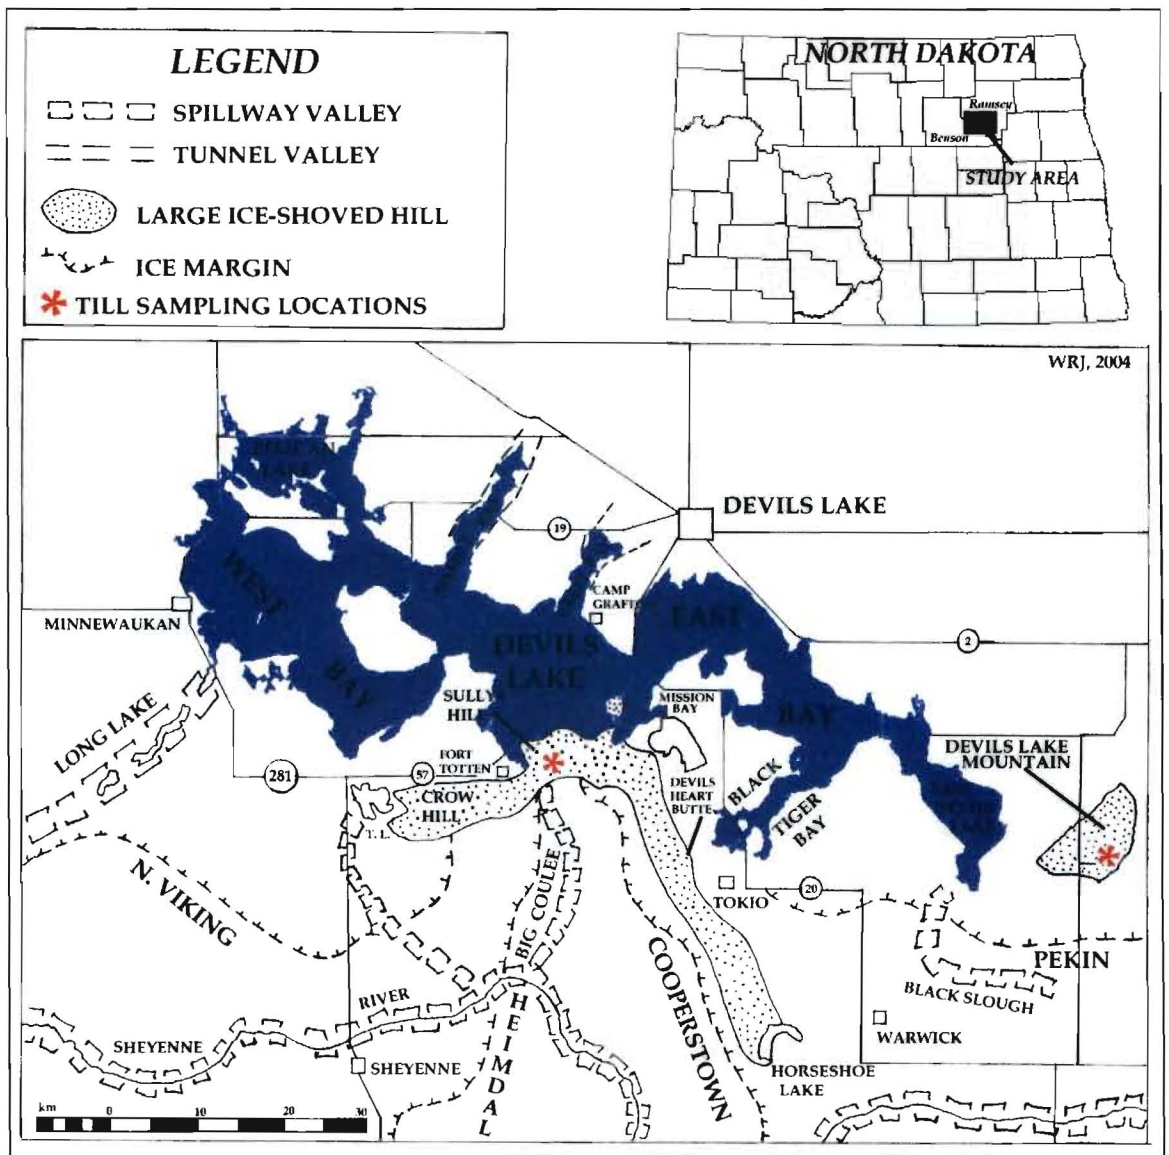 LEGEND
SPILLWAY VALLEY
TUNNEL VALLEY
LARGE ICE-SHOVED HILL
ICE MARGIN
TILL SAMPLING LOCATIONS
NORTH DAKOTA
Ramsey
Benson
STUDY AREA
WRJ, 2004
LAKE
DEVILS LAKE
19
CAMP
WEST
BAY
EAST
BAY
MINNEWAUKAN
2
DEVILS
LAKE
SULLY
HILL
MISSION
BAY
LONG LAKE
DEVILS LAKE
MOUNTAIN
281
57
FORT
TOTTEN
CROW
HILL
T. L.
DEVILS
HEART
BUTTE
BLACK
TIGER
BAY
N. VIKING
BIG COULEE
TOKIO
20
COOPERSTOWN
PEKIN
BLACK SLOUGH
RIVER
SHEYENNE
SHEYENNE
HEIMDAL
WARWICK
HORSESHOE
LAKE
km 0 10 20 30